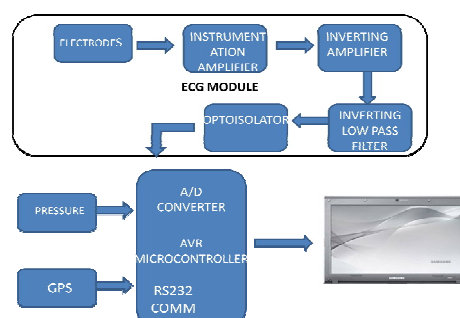 ELECTRODES
INSTRUMENT
ATION
AMPLIFIER
INVERTING
AMPLIFIER
ECG MODULE
OPTOISOLATOR
INVERTING
LOW PASS
FILTER
A/D
CONVERTER
PRESSURE
AVR
MICROCONTROLLER
GPS
RS232
COMM
SAMSUNG